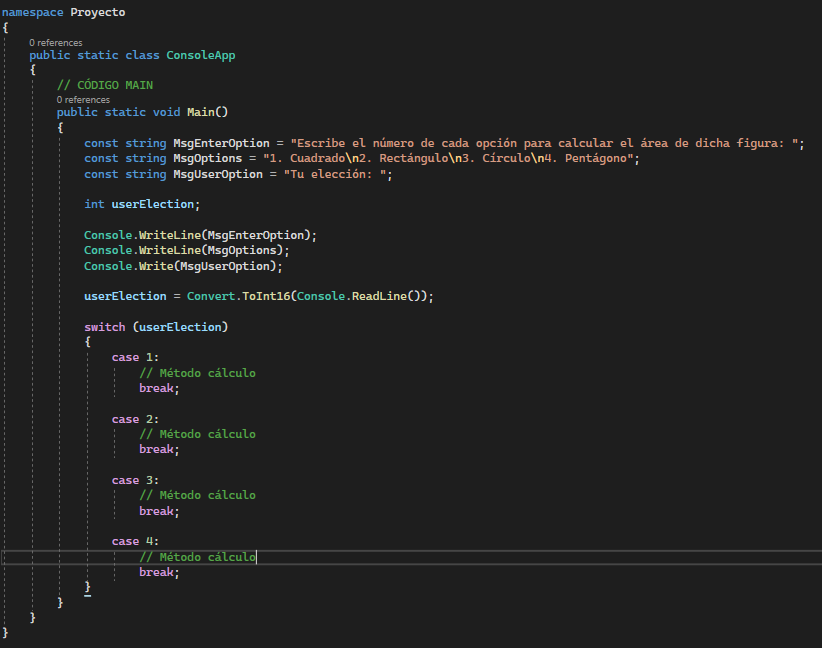 namespace Proyecto
{
0 references
public static class ConsoleApp
{
// CÓDIGO MAIN
0 references
public static void Main()
{
const string MsgEnterOption = "Escribe el número de cada opción para calcular el área de dicha figura: ";
const string MsgOptions = "1. Cuadrado\n2. Rectángulo\n3. Círculo\n4. Pentágono";
const string MsgUserOption = "Tu elección: ";
int userElection;
Console.WriteLine(MsgEnterOption);
Console.WriteLine(MsgOptions);
Console.Write(MsgUserOption);
userElection = Convert.ToInt16(Console.ReadLine());
switch (userElection)
{
case 1:
// Método cálculo
break;
case 2:
// Método cálculo
break;
case 3:
// Método cálculo
break;
case 4:
// Método cálculo
break;
}
}
}
}